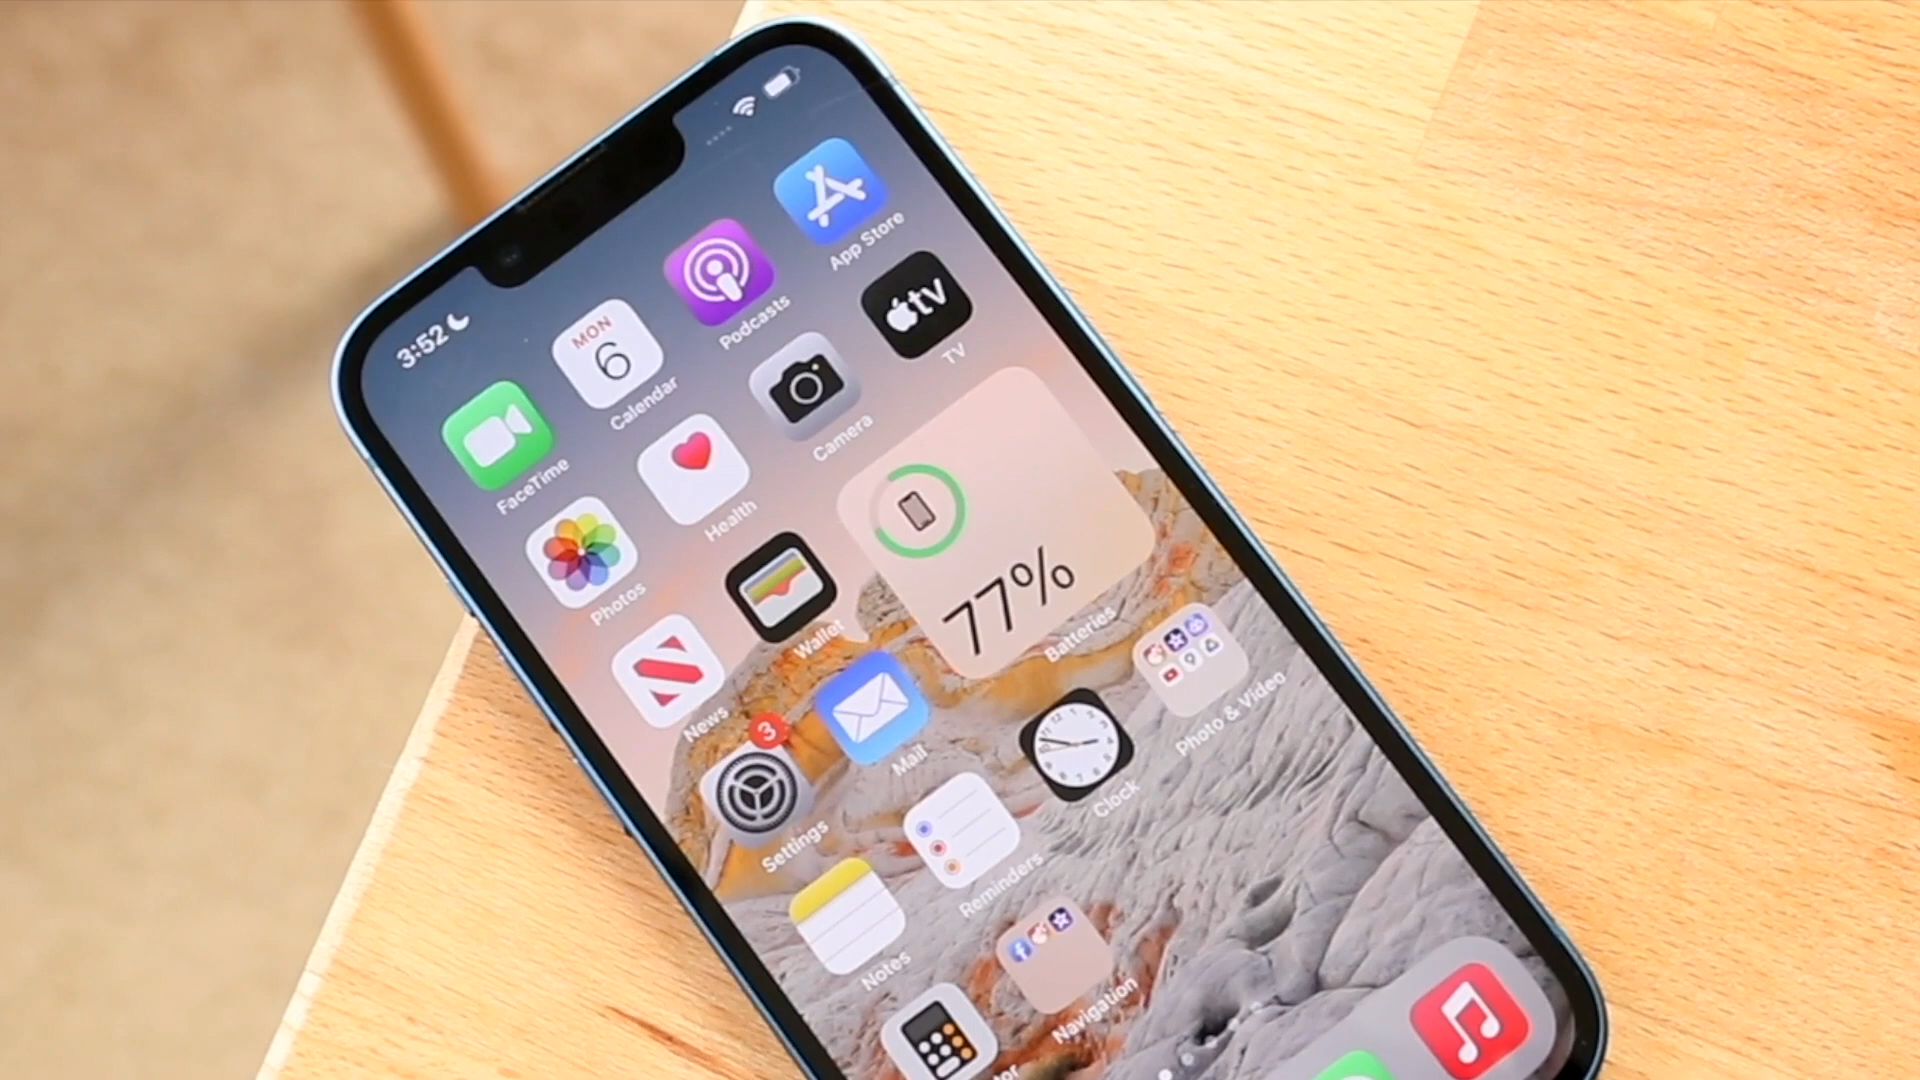 3:52
FaceTime
MON
6
Calendar
Podcasts
App Store
Photos
Health
Camera
tv
TV
News
Wallet
77%
Batteries
3
Settings
Mail
Clock
Photo & Video
Notes
Reminders
Navigation